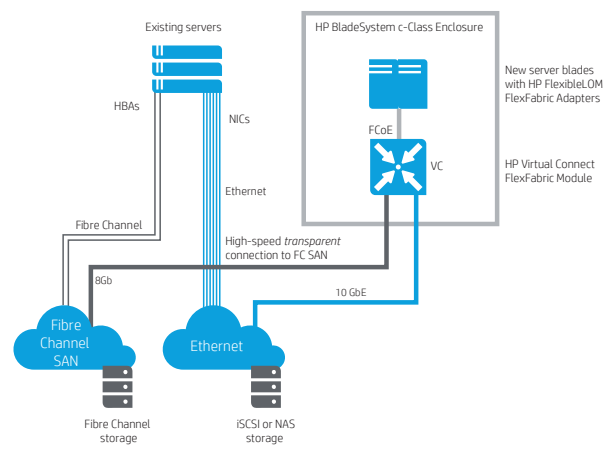 Existing servers
HP BladeSystem c-Class Enclosure
New server blades
with HP FlexibleLOM
FlexFabric Adapters
HBAs
NICs
FCoE
VC
HP Virtual Connect
FlexFabric Module
Ethernet
Fibre Channel
High-speed transparent
connection to FC SAN
8Gb
10 GbE
Fibre
Channel
SAN
Ethernet
Fibre Channel
storage
iSCSI or NAS
storage